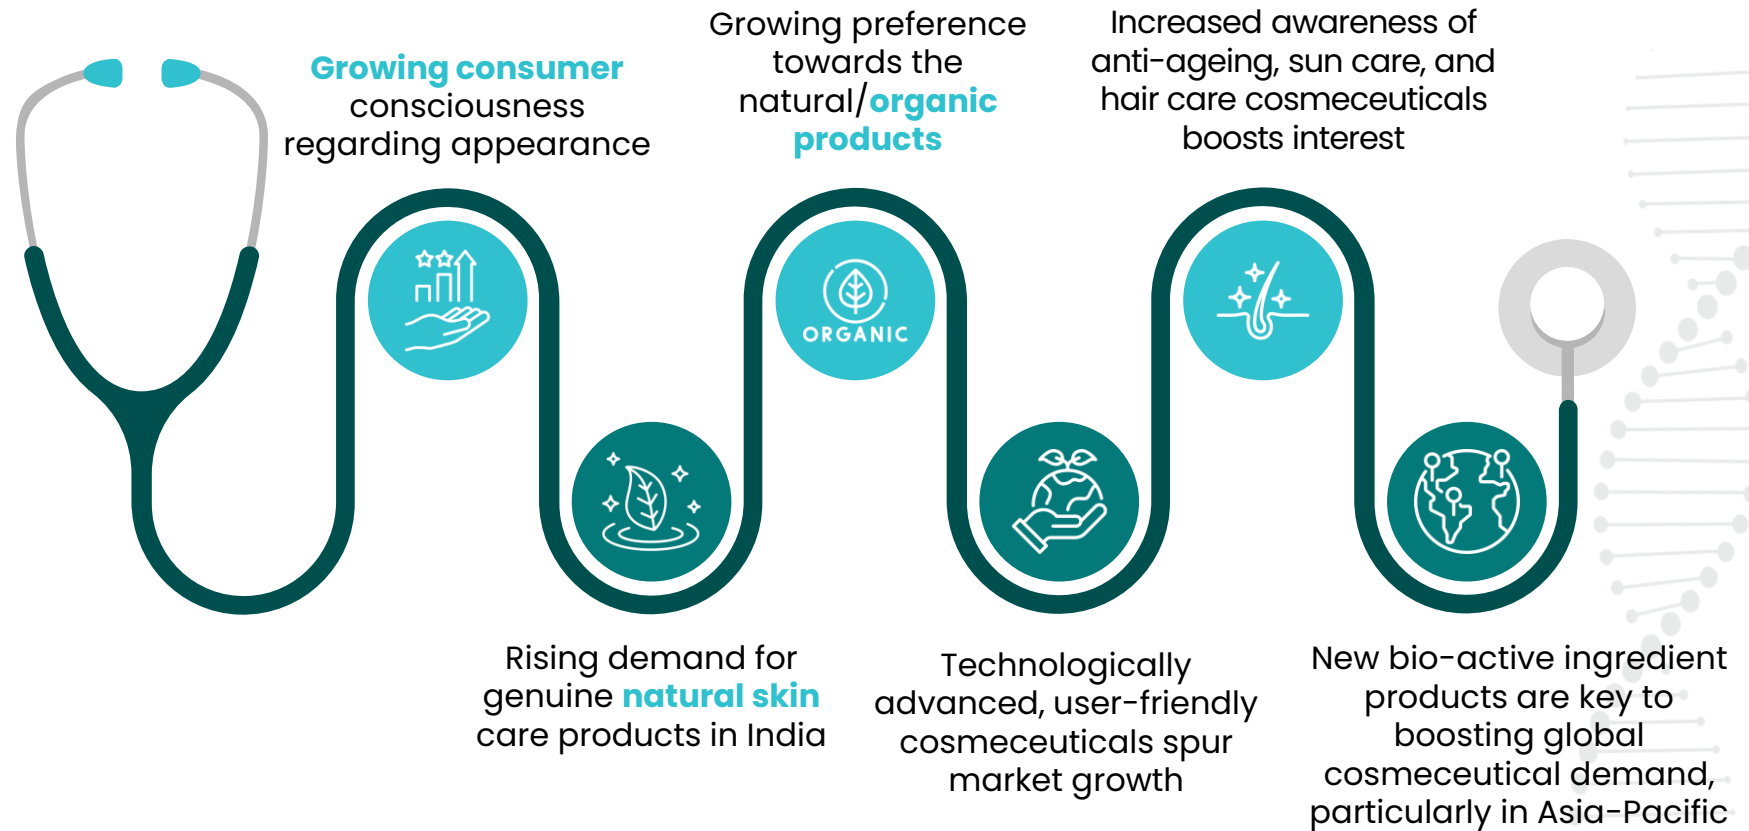 Growing consumer
consciousness
regarding appearance
Growing preference
towards the
natural/organic
products
Increased awareness of
anti-ageing, sun care, and
hair care cosmeceuticals
boosts interest
ORGANIC
Rising demand for
genuine natural skin
care products in India
Technologically
advanced, user-friendly
cosmeceuticals spur
market growth
New bio-active ingredient
products are key to
boosting global
cosmeceutical demand,
particularly in Asia-Pacific